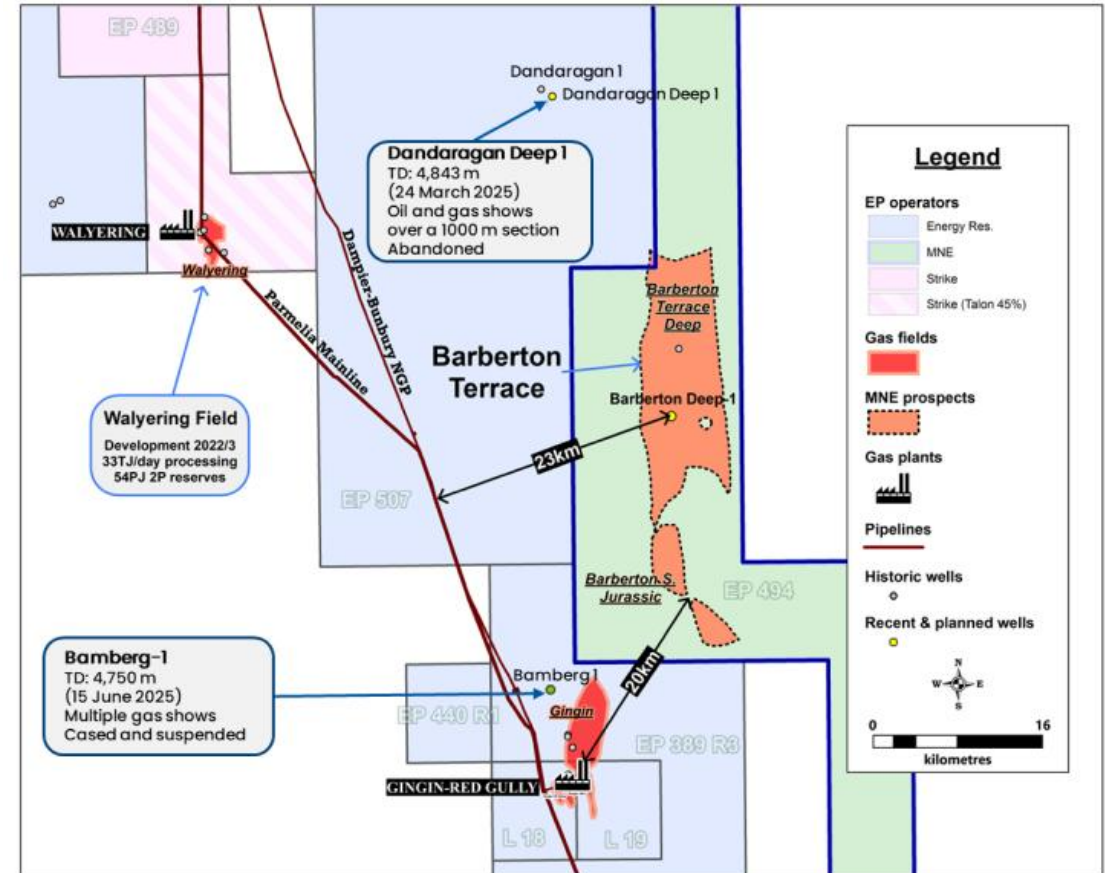 EP 489
Dandaragan 1
Dandaragan Deep 1
Dandaragan Deep 1
TD: 4,843 m
(24 March 2025)
Oil and gas shows
over a 1000 m section
Abandoned
WALYERING
Walyering
Parmelia Mainline
Dampier-Bunbury NGP
Walyering Field
Development 2022/3
33TJ/day processing
54PJ 2P reserves
Barberton
Terrace
Barberton
Terrace
Deep
Barberton Deep-1
23km
EP 507
Barberton S.
Jurassic
EP 494
20km
Bamberg-1
TD: 4,750 m
(15 June 2025)
Multiple gas shows
Cased and suspended
Bamberg 1
Gingin
EP 440 R1
EP 389 R3
GINGIN-RED GULLY
L 18
L 19
Legend
EP operators
Energy Res.
MNE
Strike
Strike (Talon 45%)
Gas fields
MNE prospects
Gas plants
Pipelines
Historic wells
Recent & planned wells
N
W
E
S
0
16
kilometres